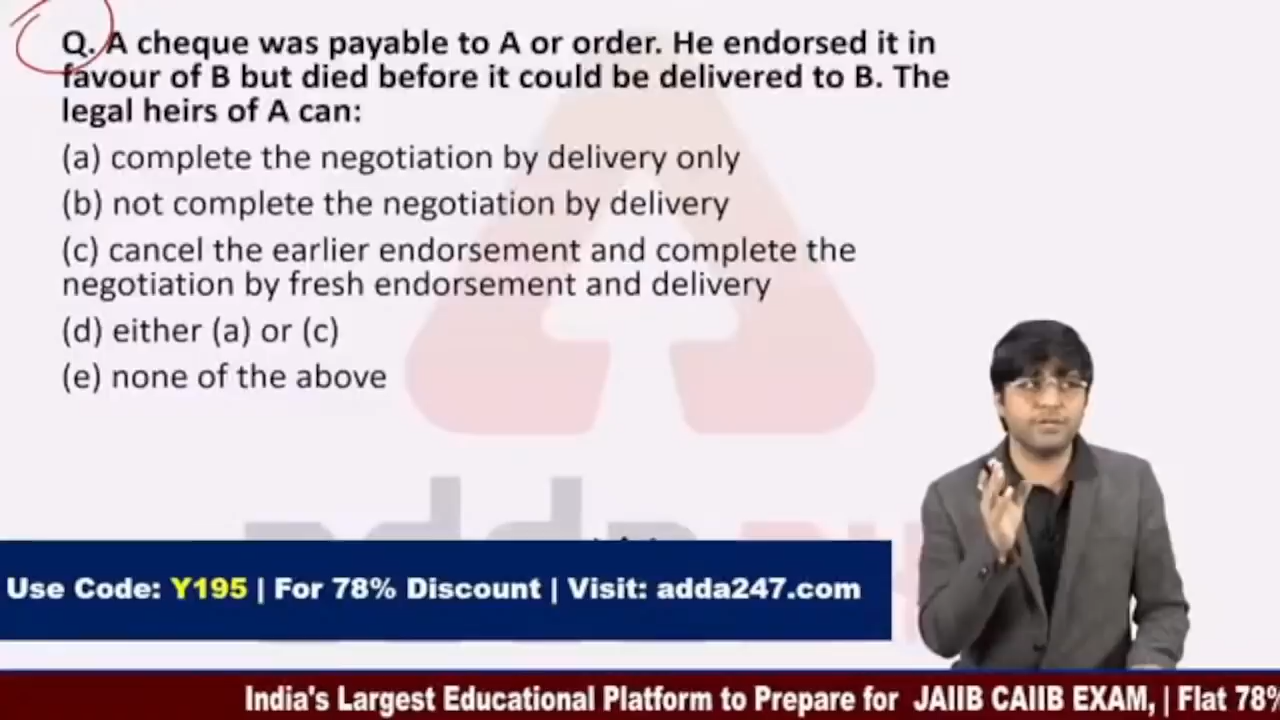 Q. A cheque was payable to A or order. He endorsed it in
favour of B but died before it could be delivered to B. The
legal heirs of A can:
(a) complete the negotiation by delivery only
(b) not complete the negotiation by delivery
(c) cancel the earlier endorsement and complete the
negotiation by fresh endorsement and delivery
(d) either (a) or (c)
(e) none of the above
Use Code: Y195 | For 78% Discount | Visit: adda247.com
India's Largest Educational Platform to Prepare for JAIIB CAIIB EXAM, | Flat 78%